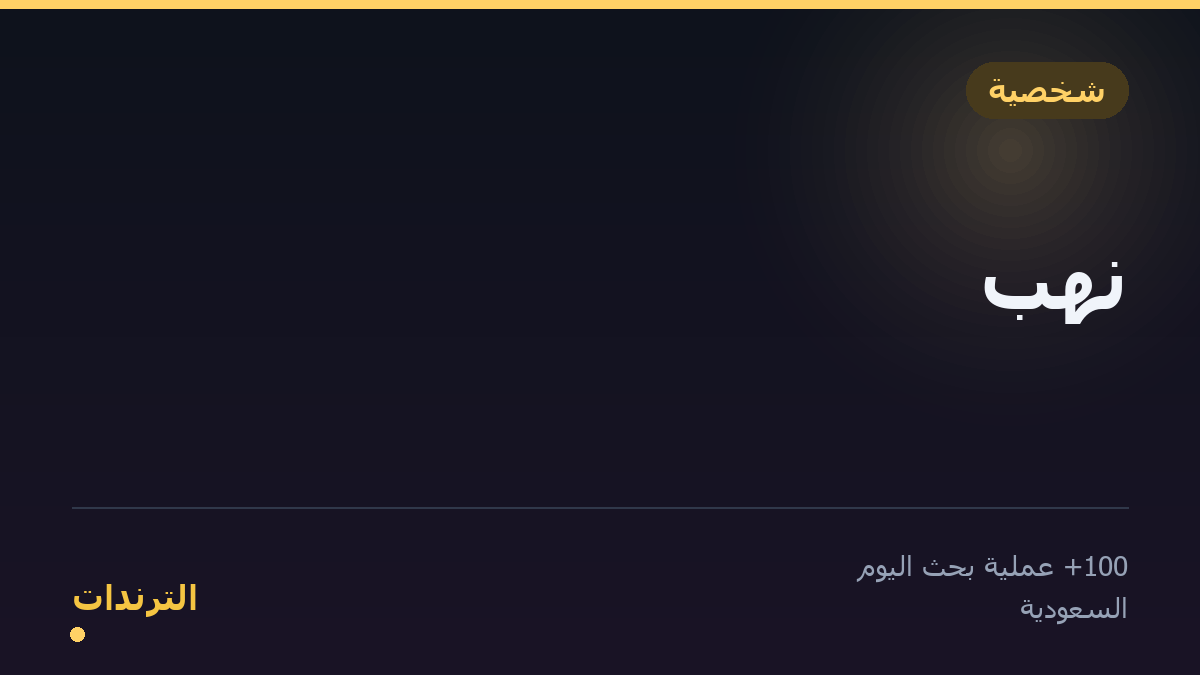 شخصية
نهب
+100 عملية بحث اليوم
السعودية
الترندات